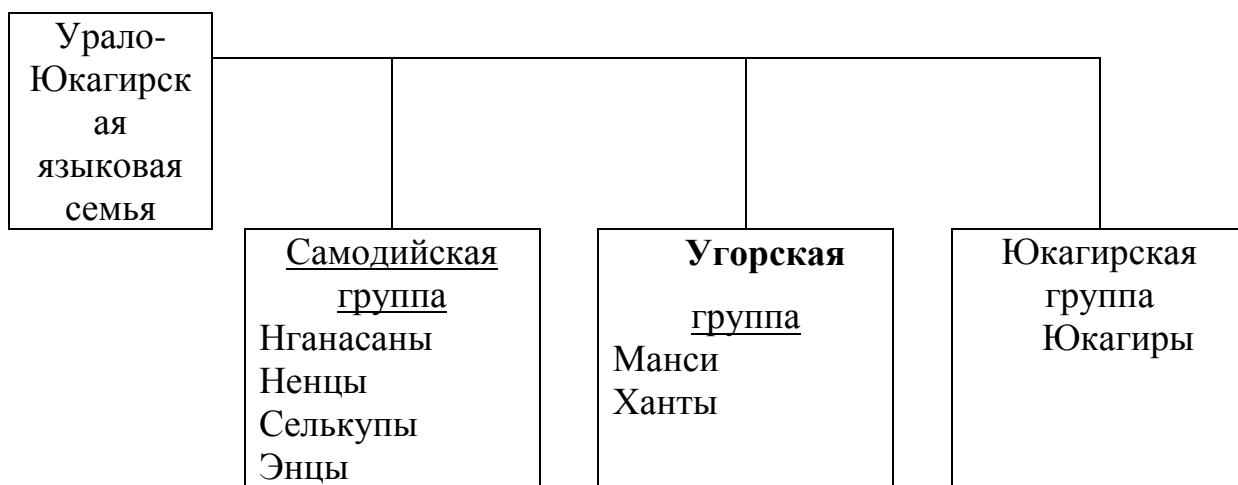 Урало-
Юкагирск
ая
языковая
семья
Самодийская
группа
Нганасаны
Ненцы
Селькупы
Энцы
Угорская
группа
Манси
Ханты
Юкагирская
группа
Юкагиры